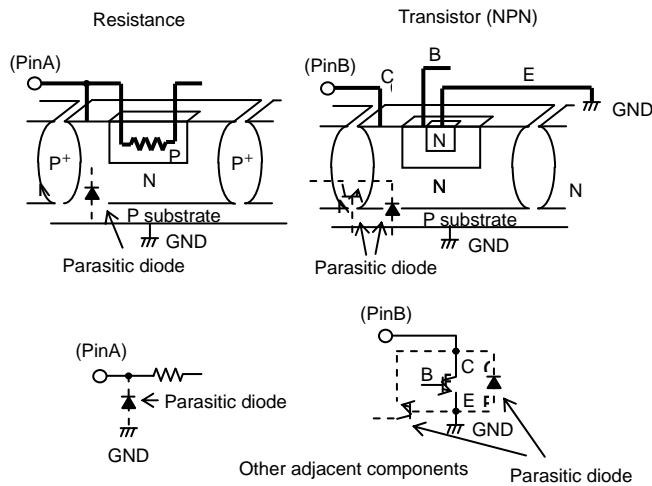 Resistance
Transistor (NPN)
(PinA)
(PinB)
C
B
E
GND
P+
P
P+
N
N
N
N
P substrate
GND
Parasitic diode
P substrate
GND
Parasitic diode
(PinA)
Parasitic diode
GND
(PinB)
B
C
E
GND
Other adjacent components
Parasitic diode